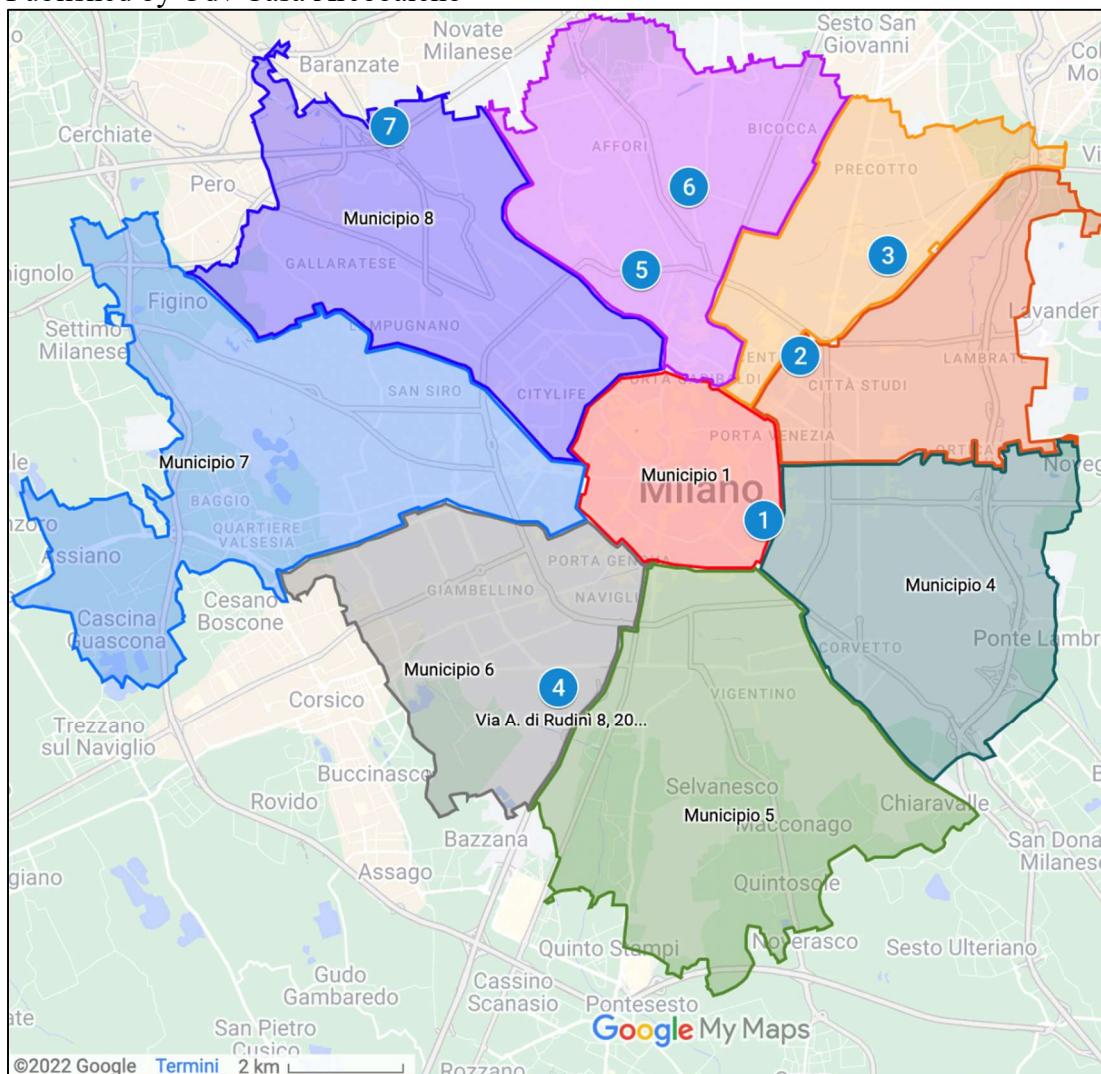 Novate
Milanese
Sesto San
Giovanni
Baranzate
Cerchiate
7
AFFORI
BICOCCA
PRECOTTO
Pero
6
Municipio 8
GALLARATESE
5
3
Figino
Settimo
Milanese
LAMPUGNANO
2
LAMBRATE
SAN SIRO
CITYLIFE
CITTÀ STUDI
PORTA VENEZIA
Municipio 7
Municipio 1
Milano
BAGGIO
QUARTIERE
VALSESIA
1
Assiano
PORTA GENOVA
Municipio 4
Cesano
Boscone
GIAMBELLINO
NAVIGLI
Cascina
Guascona
CORVETTO
Municipio 6
4
Corsico
VIGENTINO
Via A. di Rudinì 8, 20...
Trezzano
sul Naviglio
Buccinasco
Selvanesco
Rovido
Municipio 5
Macconago
Chiaravalle
Bazzana
San Dona
Milanese
Assago
Quintosole
Quinto Stampi
Noverasco
Sesto Ulteriano
Gudo
Gambaredo
Cassino
Scanasio
Pontesesto
Google My Maps
San Pietro
Cusico
©2022 Google Termini 2 km
Rozzano